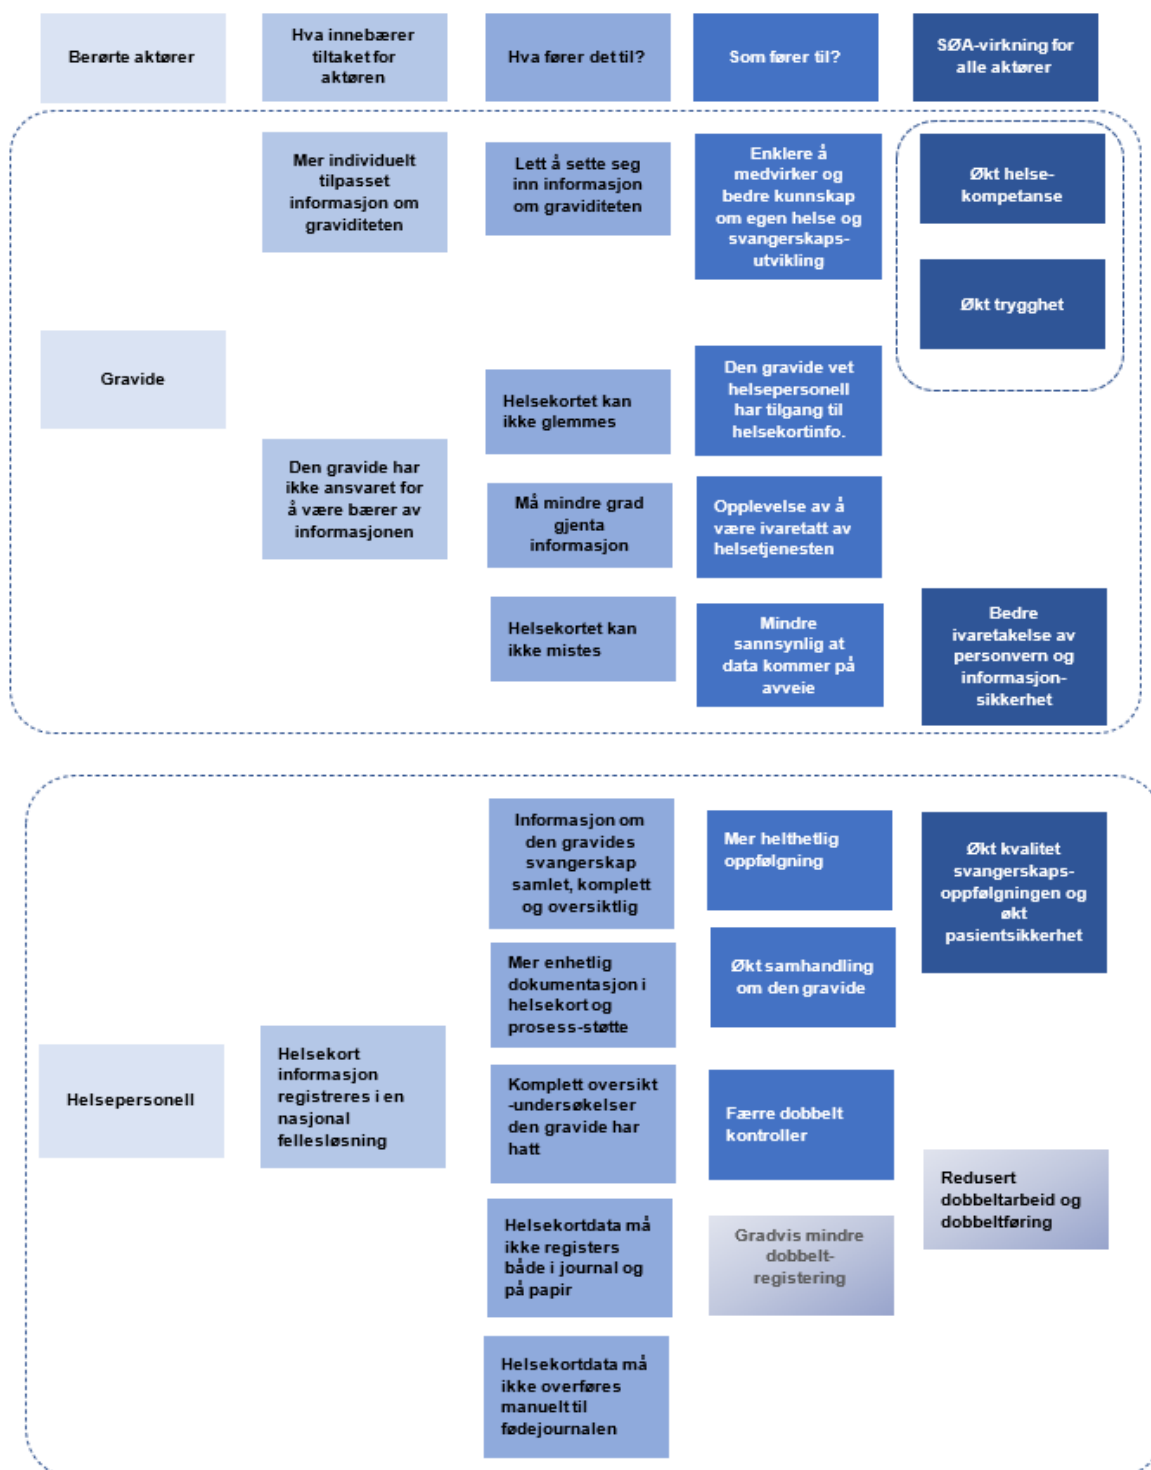 Berørte aktører
Hva innebærer
tiltaket for
aktøren
Hva fører det til?
Som fører til?
SØA-virkning for
alle aktører
Mer individuelt
tilpasset
informasjon om
graviditeten
Lett å sette seg
inn informasjon
om graviditeten
Enklere å
medvirker og
bedre kunnskap
om egen helse og
svangerskaps-
utvikling
Økt helse-
kompetanse
Økt trygghet
Gravide
Den gravide har
ikke ansvaret for
å være bærer av
informasjonen
Helsekortet kan
ikke glemmes
Den gravide vet
helsepersonell
har tilgang til
helsekortinfo.
Må mindre grad
gjenta
informasjon
Opplevelse av å
være ivaretatt av
helsetjenesten
Helsekortet kan
ikke mistes
Mindre
sannsynlig at
data kommer på
avveie
Bedre
ivaretakelse av
personvern og
informasjon-
sikkerhet
Helsepersonell
Helsekort
informasjon
registreres i en
nasjonal
fellesløsning
Informasjon om
den gravides
svangerskap
samlet, komplett
og oversiktlig
Mer helthetlig
oppfølgning
Økt kvalitet
svangerskaps-
oppfølgningen og
økt
pasientsikkerhet
Mer enhetlig
dokumentasjon i
helsekort og
prosess-støtte
Økt samhandling
om den gravide
Komplett oversikt
-undersøkelser
den gravide har
hatt
Færre dobbelt
kontroller
Redusert
dobbeltarbeid og
dobbeltføring
Helsekortdata må
ikke registers
både i journal og
på papir
Gradvis mindre
dobbelt-
registering
Helsekortdata må
ikke overføres
manuelt til
fødejournalen